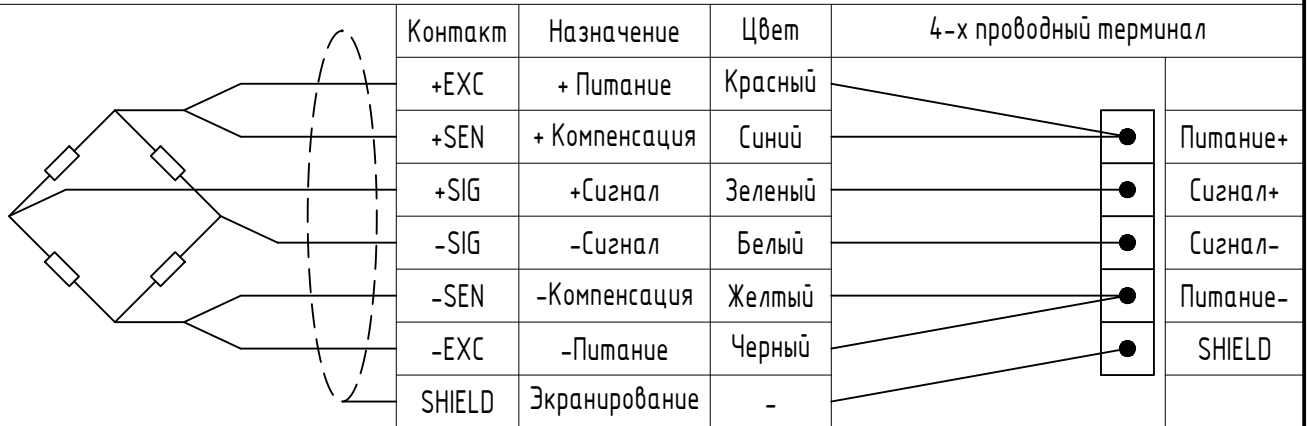 Контакт Назначение Цвет 4-х проводный терминал
+EXC + Питание Красный
+SEN + Компенсация Синий Питание+
+SIG +Сигнал Зеленый Сигнал+
-SIG -Сигнал Белый Сигнал-
-SEN -Компенсация Желтый Питание-
-EXC -Питание Черный SHIELD
SHIELD Экранирование -